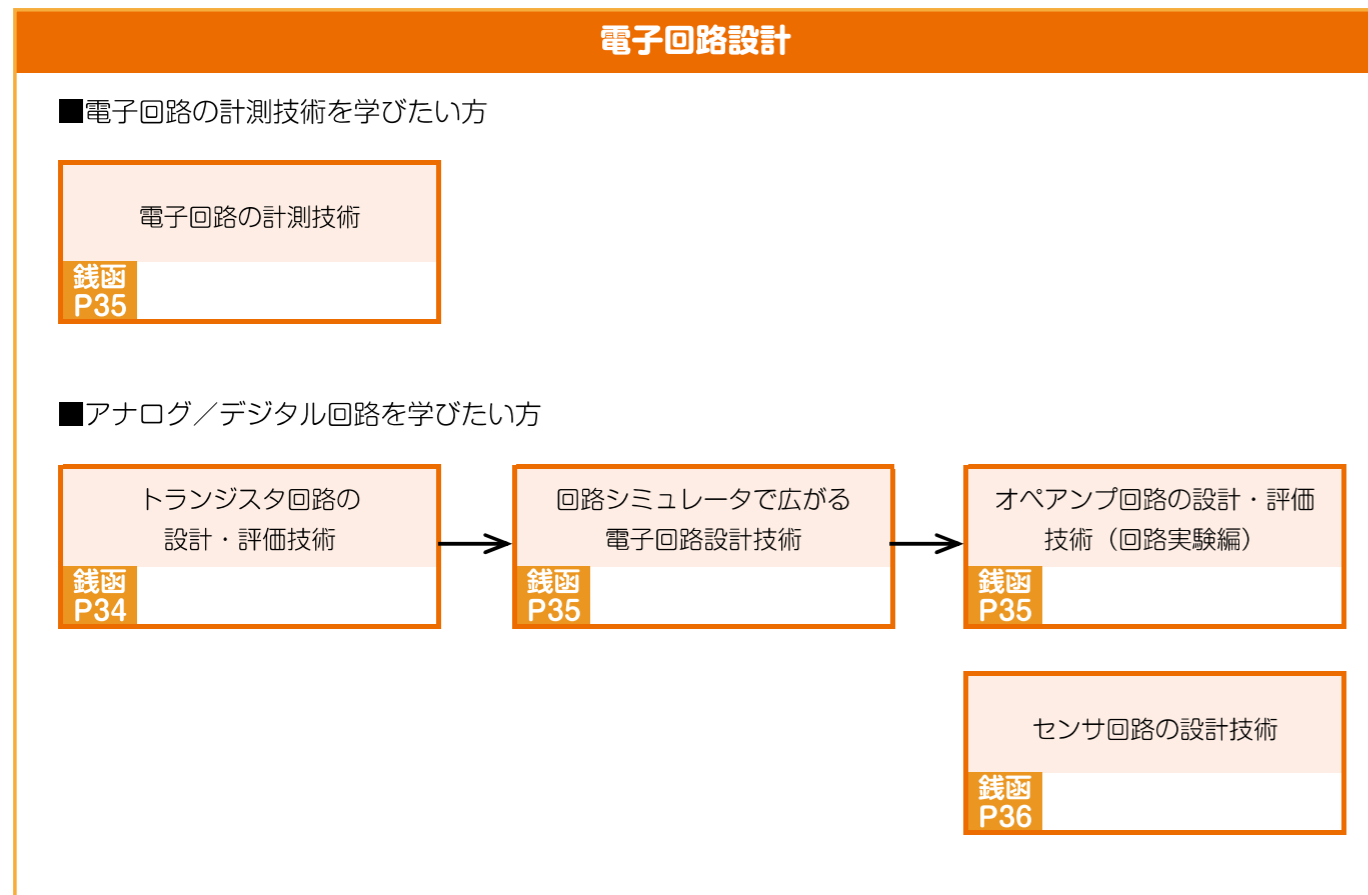 電子回路設計
■電子回路の計測技術を学びたい方
電子回路の計測技術
銭函
P35
■アナログ／デジタル回路を学びたい方
トランジスタ回路の
設計・評価技術
銭函
P34
回路シミュレータで広がる
電子回路設計技術
銭函
P35
オペアンプ回路の設計・評価
技術（回路実験編）
銭函
P35
センサ回路の設計技術
銭函
P36